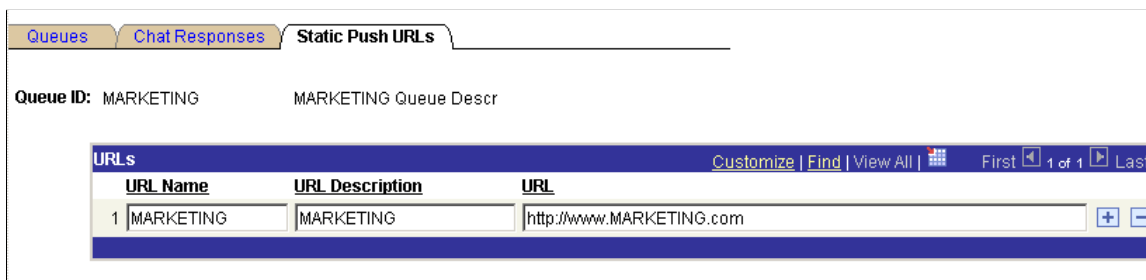 Queues Chat Responses Static Push URLs
Queue ID: MARKETING MARKETING Queue Descr
URLs Customize | Find | View All | First 1 of 1 Last
URL Name URL Description URL
1 MARKETING MARKETING http://www.MARKETING.com